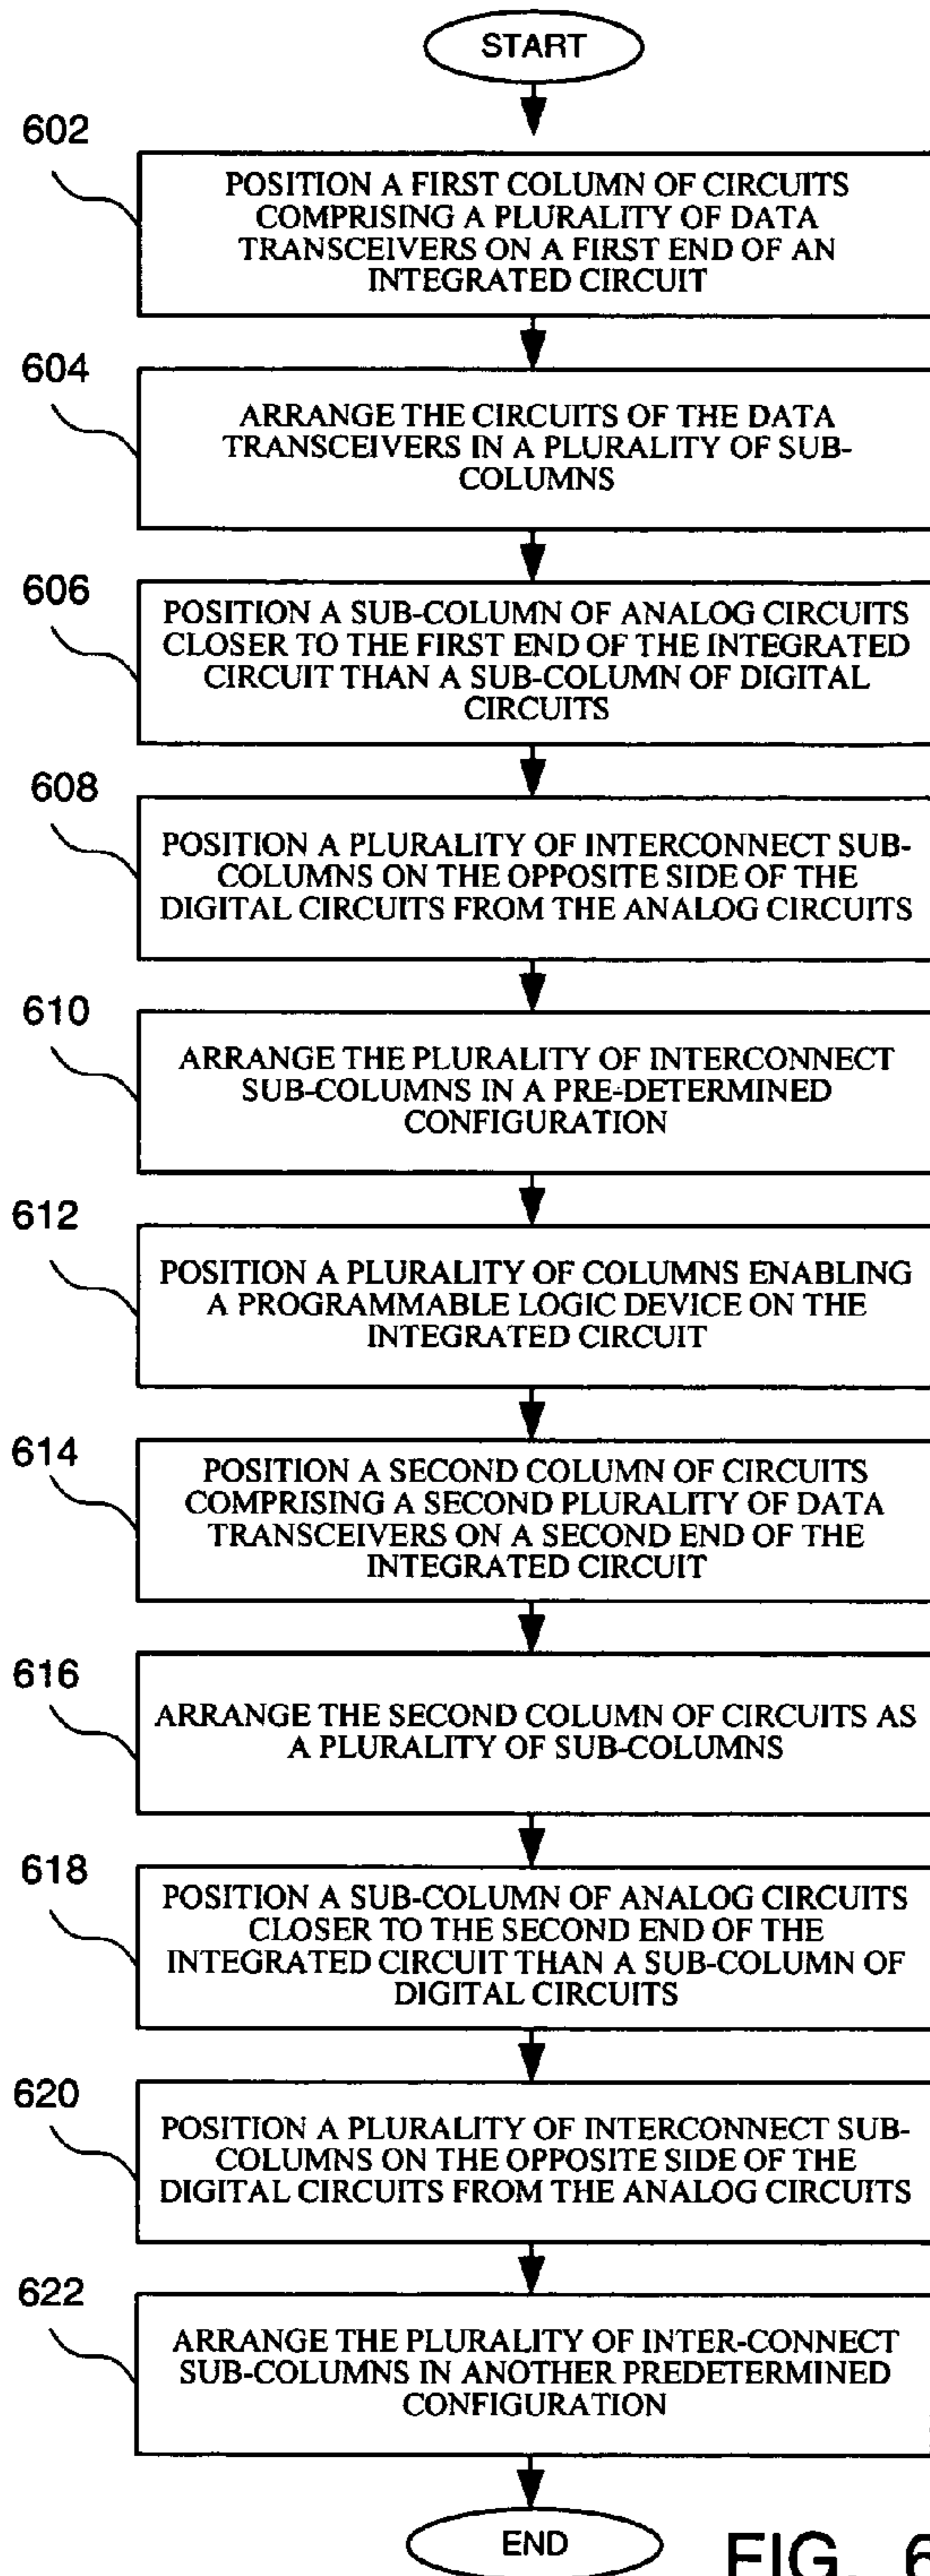 START
602
POSITION A FIRST COLUMN OF CIRCUITS
COMPRISING A PLURALITY OF DATA
TRANSCEIVERS ON A FIRST END OF AN
INTEGRATED CIRCUIT
604
ARRANGE THE CIRCUITS OF THE DATA
TRANSCEIVERS IN A PLURALITY OF SUB-
COLUMNS
606
POSITION A SUB-COLUMN OF ANALOG CIRCUITS
CLOSER TO THE FIRST END OF THE INTEGRATED
CIRCUIT THAN A SUB-COLUMN OF DIGITAL
CIRCUITS
608
POSITION A PLURALITY OF INTERCONNECT SUB-
COLUMNS ON THE OPPOSITE SIDE OF THE
DIGITAL CIRCUITS FROM THE ANALOG CIRCUITS
610
ARRANGE THE PLURALITY OF INTERCONNECT
SUB-COLUMNS IN A PRE-DETERMINED
CONFIGURATION
612
POSITION A PLURALITY OF COLUMNS ENABLING
A PROGRAMMABLE LOGIC DEVICE ON THE
INTEGRATED CIRCUIT
614
POSITION A SECOND COLUMN OF CIRCUITS
COMPRISING A SECOND PLURALITY OF DATA
TRANSCEIVERS ON A SECOND END OF THE
INTEGRATED CIRCUIT
616
ARRANGE THE SECOND COLUMN OF CIRCUITS AS
A PLURALITY OF SUB-COLUMNS
618
POSITION A SUB-COLUMN OF ANALOG CIRCUITS
CLOSER TO THE SECOND END OF THE
INTEGRATED CIRCUIT THAN A SUB-COLUMN OF
DIGITAL CIRCUITS
620
POSITION A PLURALITY OF INTERCONNECT SUB-
COLUMNS ON THE OPPOSITE SIDE OF THE
DIGITAL CIRCUITS FROM THE ANALOG CIRCUITS
622
ARRANGE THE PLURALITY OF INTER-CONNECT
SUB-COLUMNS IN ANOTHER PREDETERMINED
CONFIGURATION
END
FIG. 6